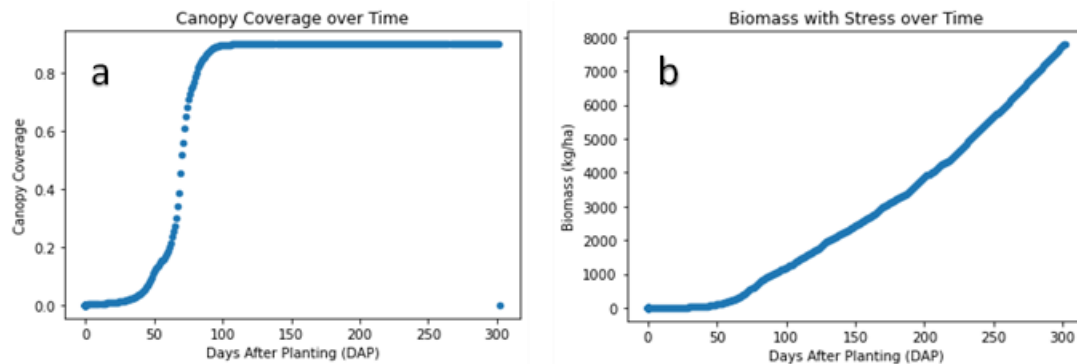 Canopy Coverage over Time
a
Canopy Coverage
0.8
0.6
0.4
0.2
0.0
0 50 100 150 200 250 300
Days After Planting (DAP)
Biomass with Stress over Time
b
Biomass (kg/ha)
8000
7000
6000
5000
4000
3000
2000
1000
0
0 50 100 150 200 250 300
Days After Planting (DAP)